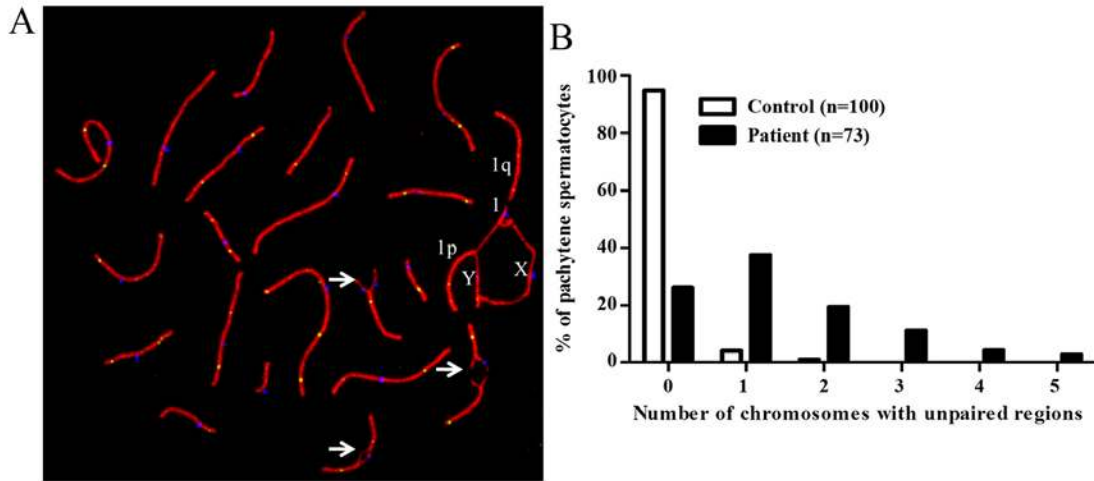 A
1q
1
1p
Y
X
B
100
80
60
40
20
0
% of pachytene spermatocytes
Control (n=100)
Patient (n=73)
0 1 2 3 4 5
Number of chromosomes with unpaired regions